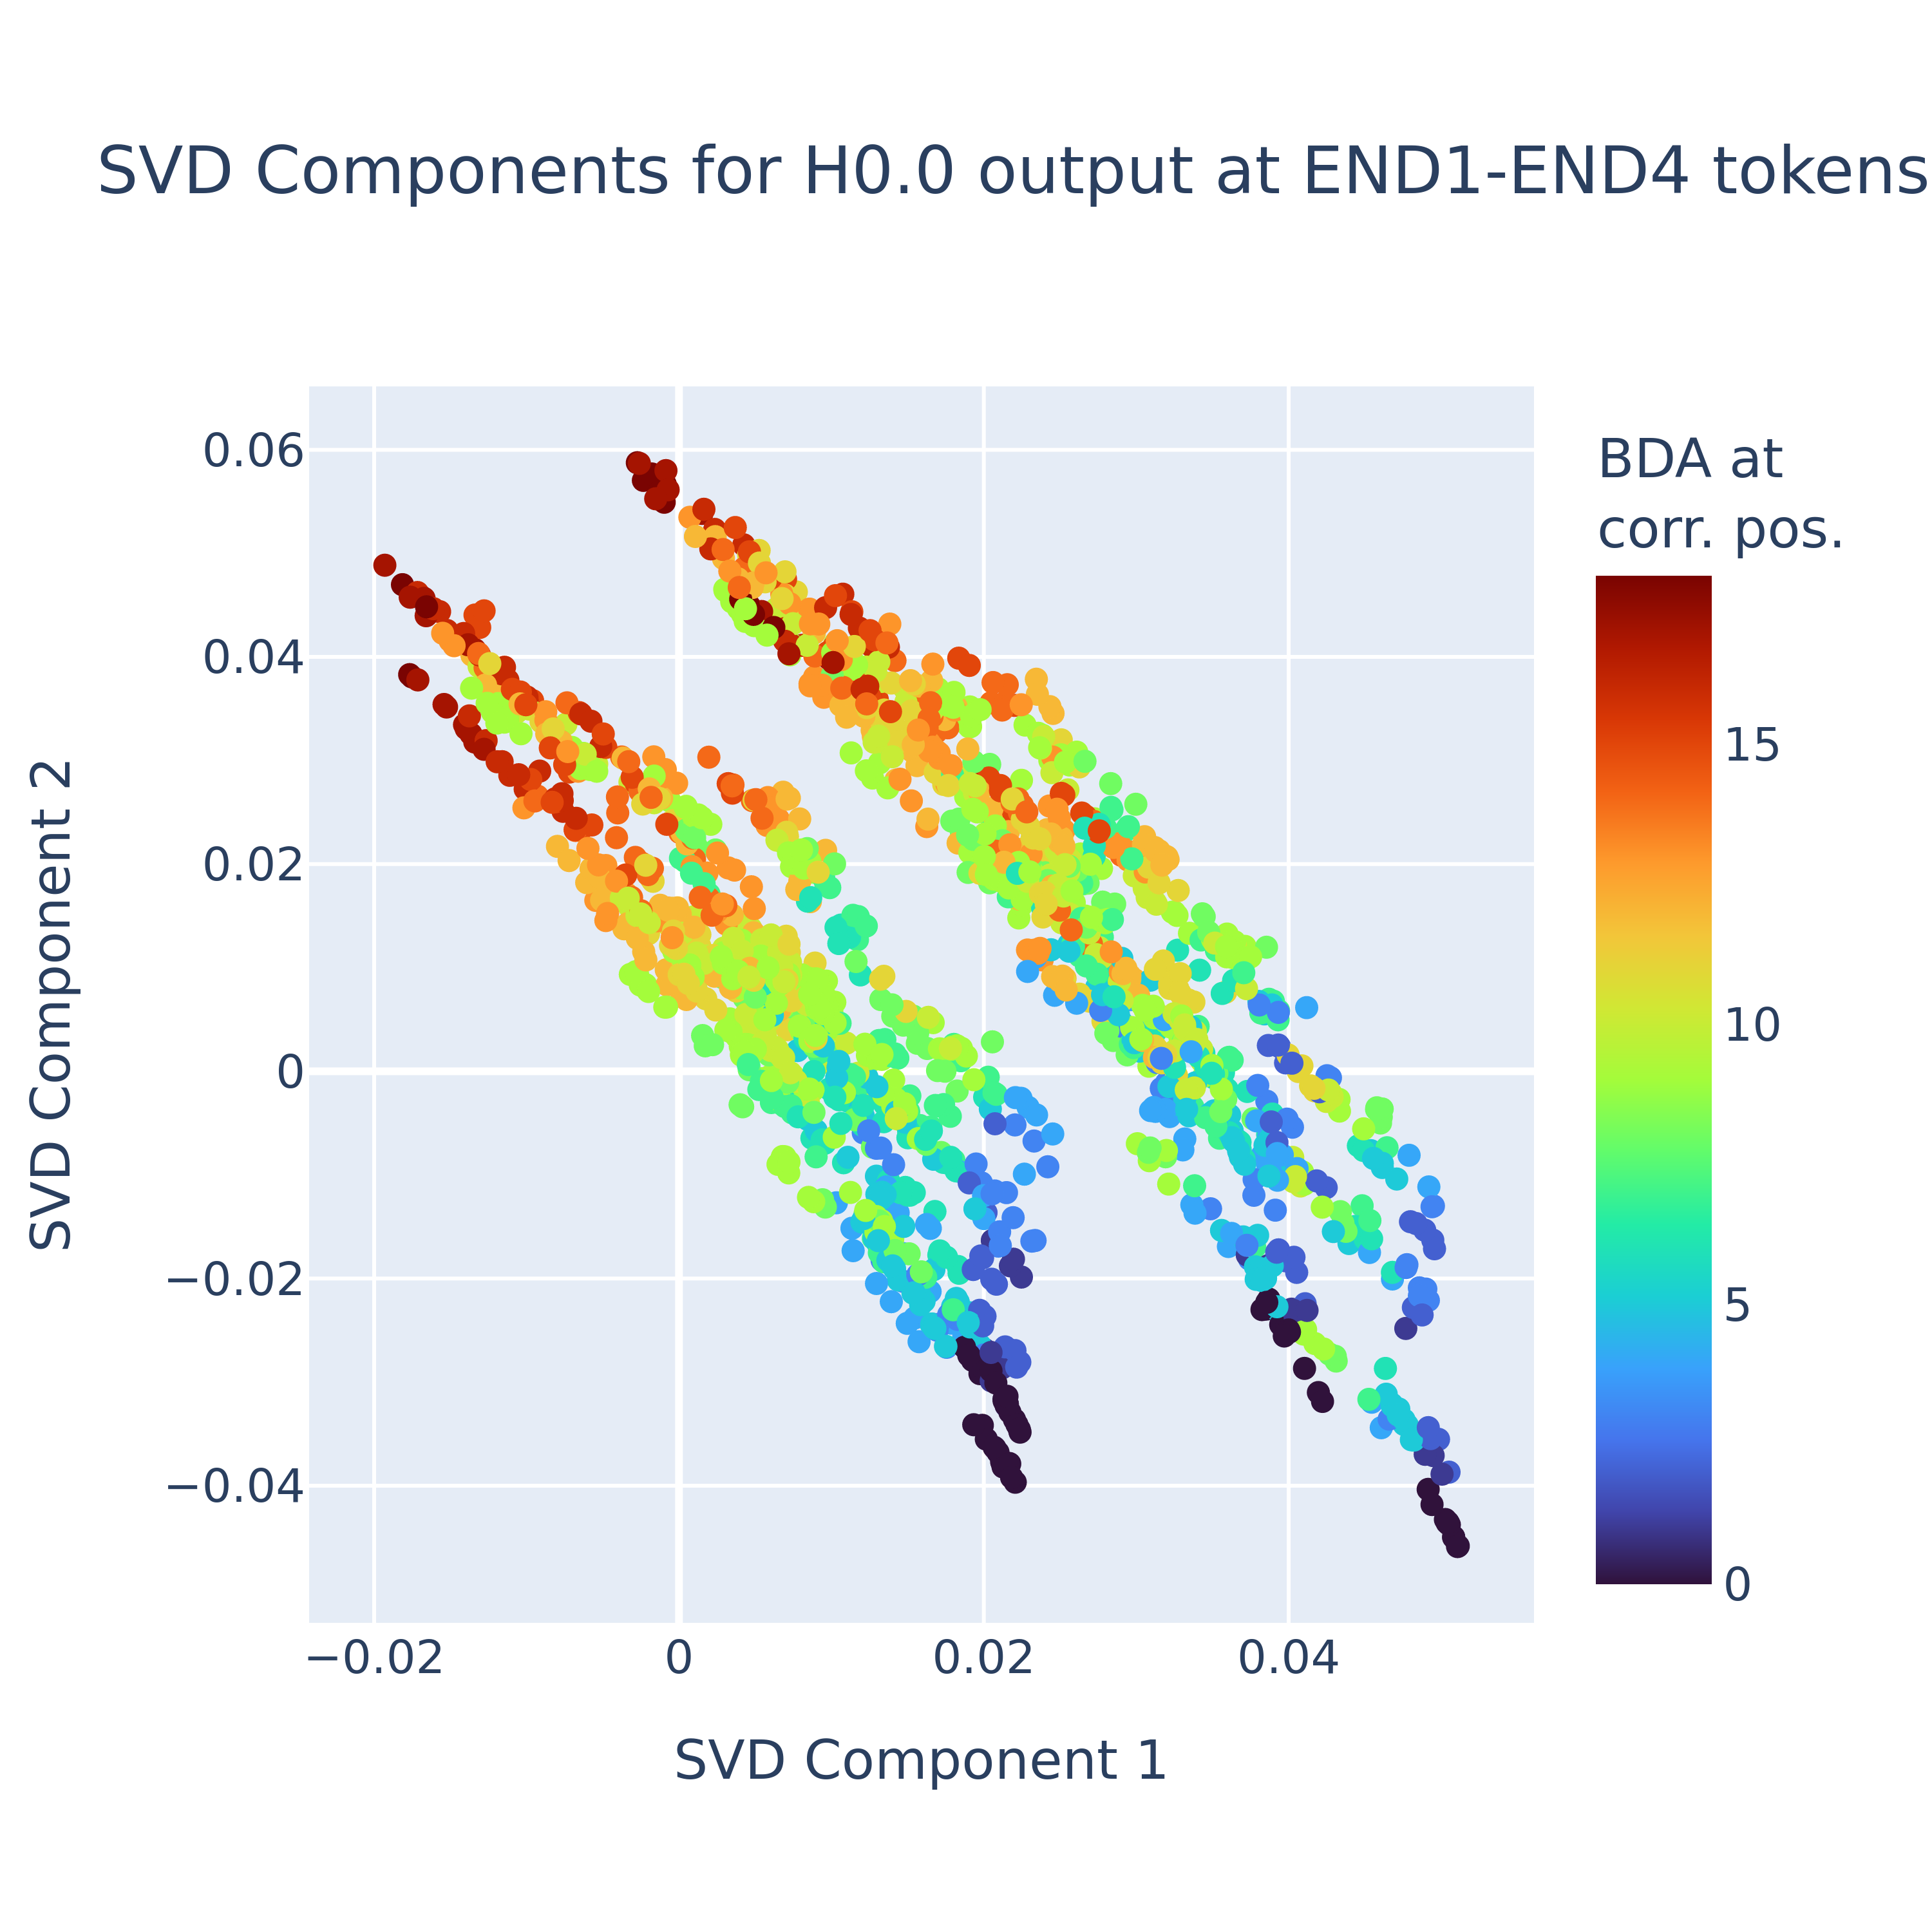 SVD Components for H0.0 output at END1-END4 tokens
BDA at
corr. pos.
0.06
0.04
0.02
0
−0.02
−0.04
SVD Component 2
15
10
5
0
−0.02
0
0.02
0.04
SVD Component 1